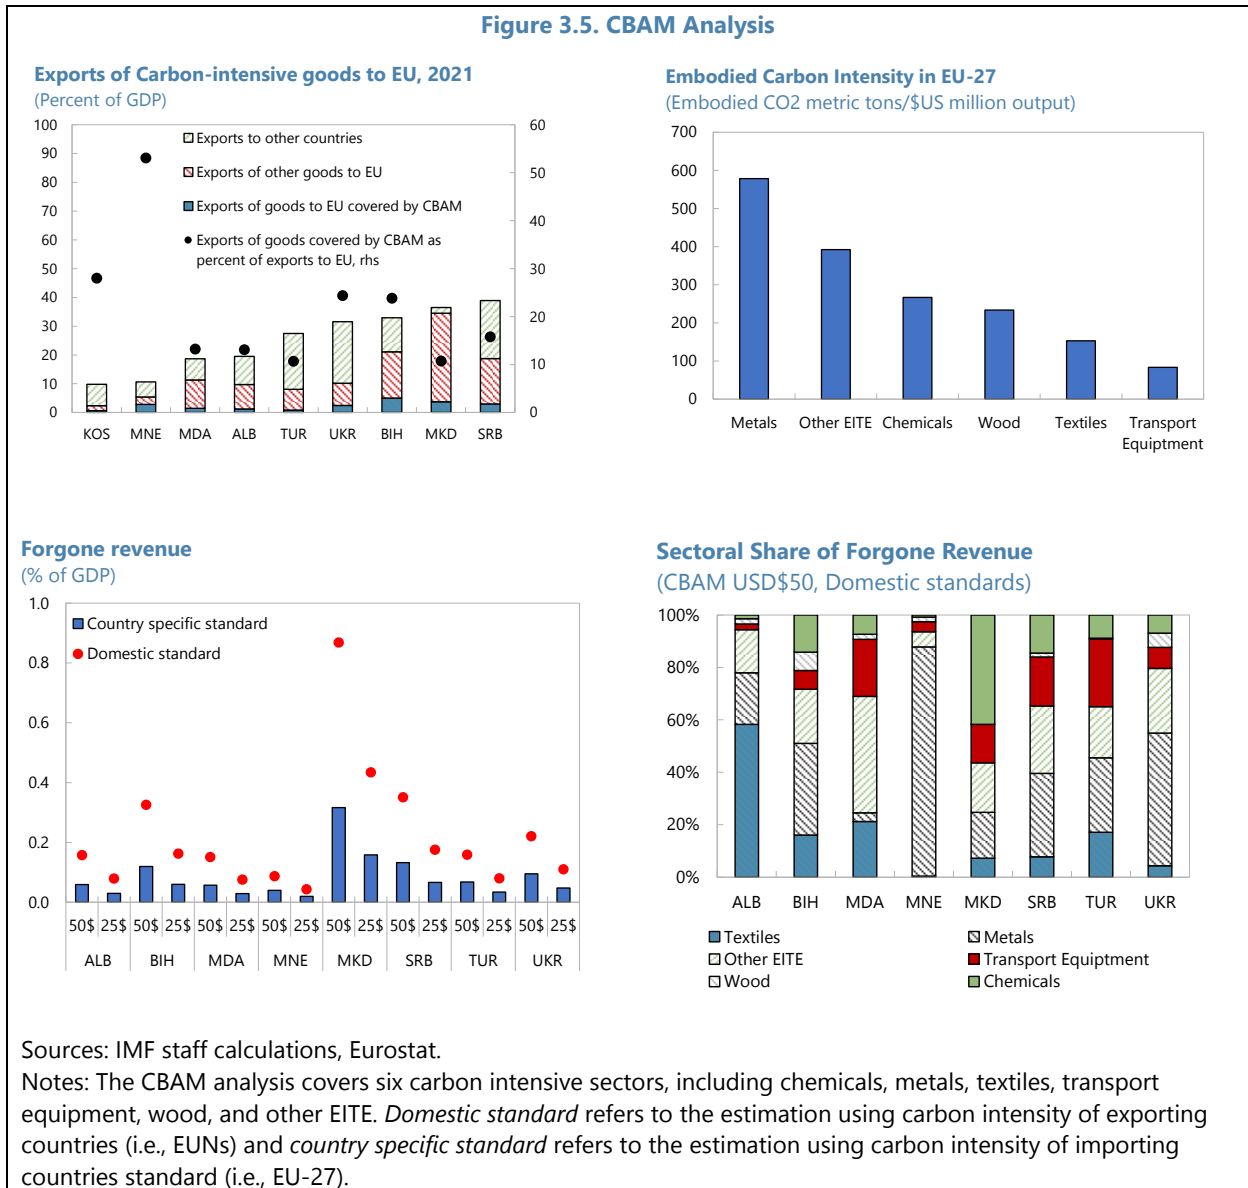 Figure 3.5. CBAM Analysis
Exports of Carbon-intensive goods to EU, 2021
(Percent of GDP)
100
90
80
70
60
50
40
30
20
10
0
60
50
40
30
20
10
0
Exports to other countries
Exports of other goods to EU
Exports of goods to EU covered by CBAM
Exports of goods covered by CBAM as
percent of exports to EU, rhs
KOS MNE MDA ALB TUR UKR BIH MKD SRB
Embodied Carbon Intensity in EU-27
(Embodied CO2 metric tons/$US million output)
700
600
500
400
300
200
100
0
Metals Other EITE Chemicals Wood Textiles Transport
Equiptment
Forgone revenue
(% of GDP)
1.0
0.8
0.6
0.4
0.2
0.0
Country specific standard
Domestic standard
50$ 25$ 50$ 25$ 50$ 25$ 50$ 25$ 50$ 25$ 50$ 25$ 50$ 25$ 50$ 25$
ALB BIH MDA MNE MKD SRB TUR UKR
Sectoral Share of Forgone Revenue
(CBAM USD$50, Domestic standards)
100%
80%
60%
40%
20%
0%
ALB BIH MDA MNE MKD SRB TUR UKR
Textiles Metals
Other EITE Transport Equiptment
Wood Chemicals
Sources: IMF staff calculations, Eurostat.
Notes: The CBAM analysis covers six carbon intensive sectors, including chemicals, metals, textiles, transport
equipment, wood, and other EITE. Domestic standard refers to the estimation using carbon intensity of exporting
countries (i.e., EUNs) and country specific standard refers to the estimation using carbon intensity of importing
countries standard (i.e., EU-27).